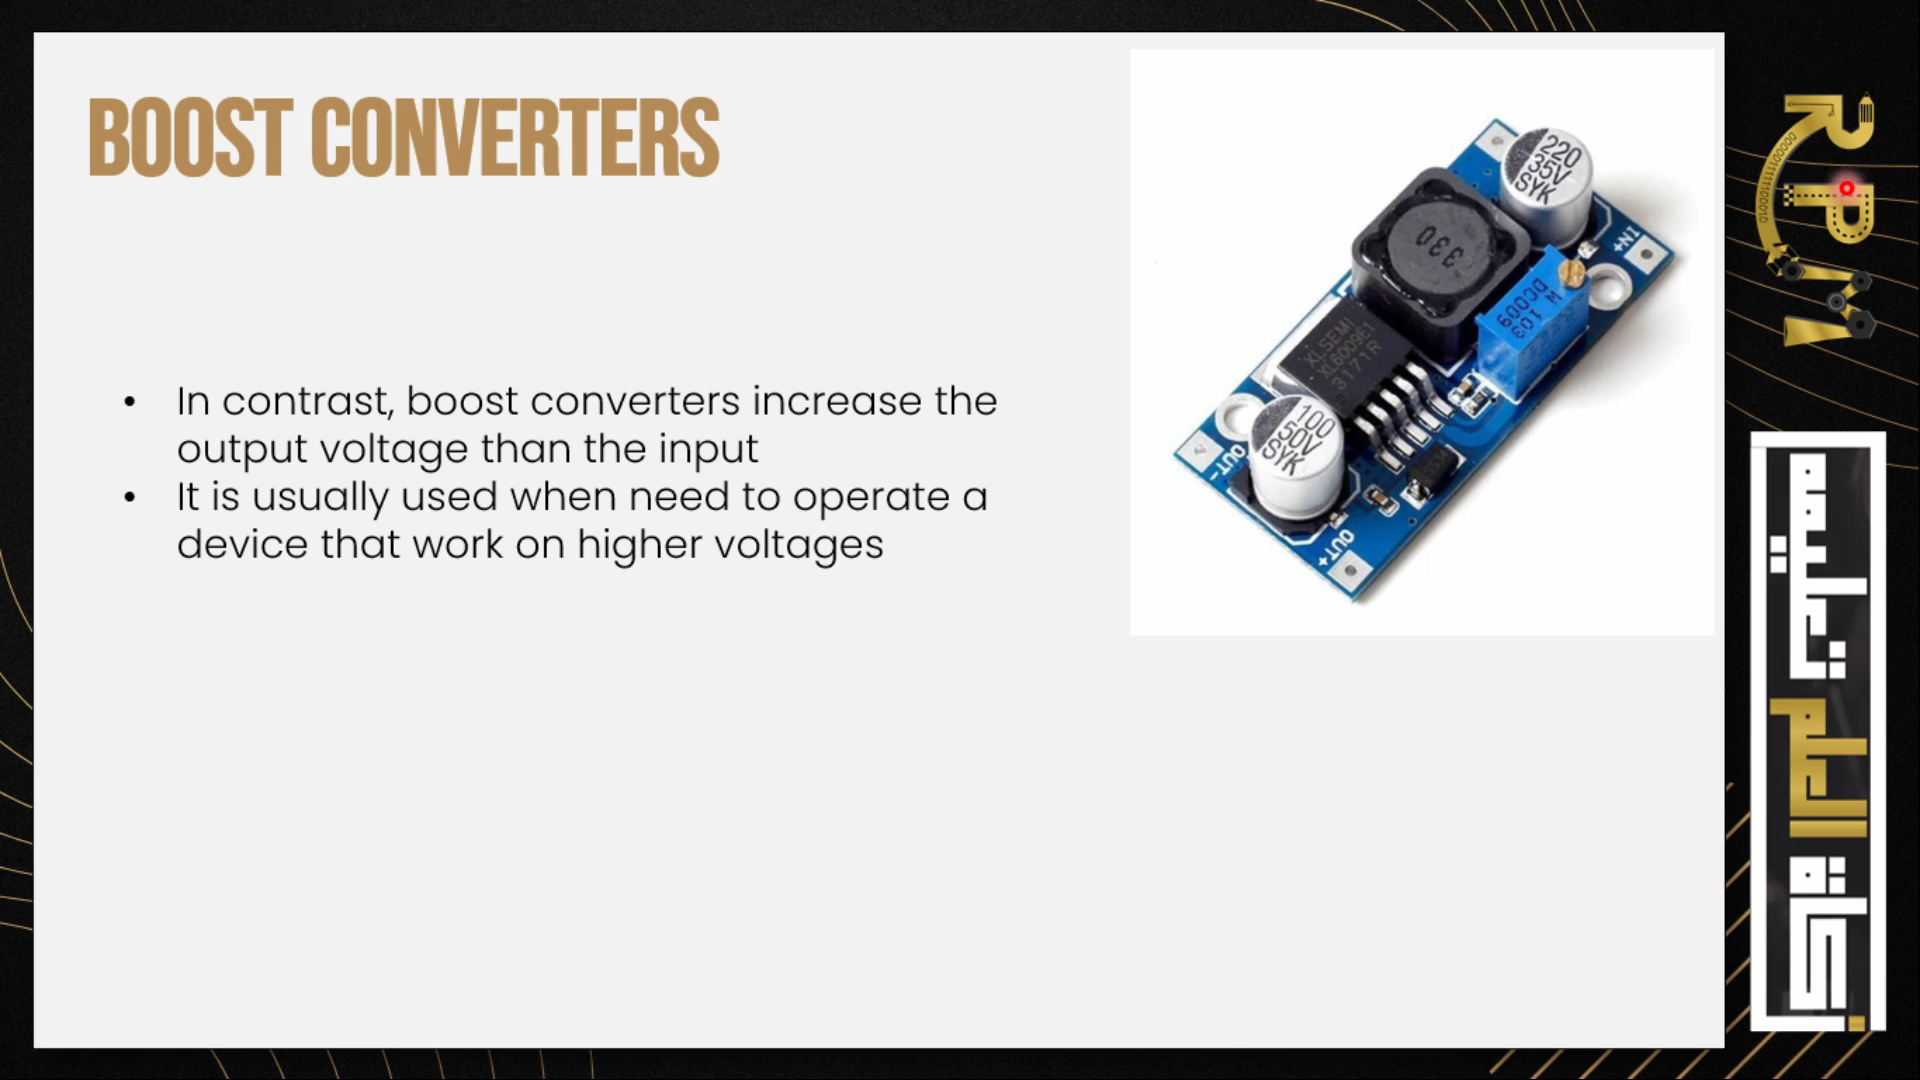 BOOST CONVERTERS
• In contrast, boost converters increase the
output voltage than the input
• It is usually used when need to operate a
device that work on higher voltages
220
35V
SYK
330
IN+
W 103
DC009
XLSEMI
XL6009E1
31711R
100
50V
SYK
OUT-
OUT+
RPM